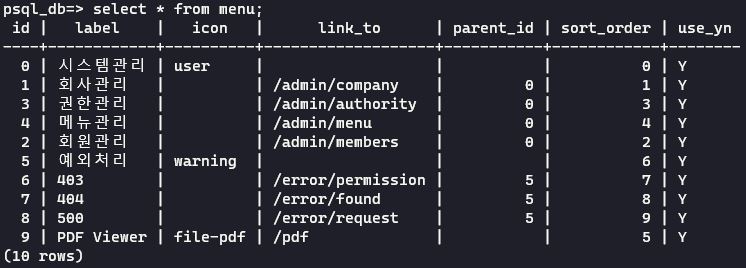 psql_db=> select * from menu;
 id |   label    |   icon   |      link_to      | parent_id | sort_order | use_yn
----+------------+----------+-------------------+-----------+------------+--------
  0 | 시스템관리 | user     |                   |           |          0 | Y
  1 | 회사관리   |          | /admin/company    |         0 |          1 | Y
  3 | 권한관리   |          | /admin/authority  |         0 |          3 | Y
  4 | 메뉴관리   |          | /admin/menu       |         0 |          4 | Y
  2 | 회원관리   |          | /admin/members    |         0 |          2 | Y
  5 | 예외처리   | warning  |                   |           |          6 | Y
  6 | 403        |          | /error/permission |         5 |          7 | Y
  7 | 404        |          | /error/found      |         5 |          8 | Y
  8 | 500        |          | /error/request    |         5 |          9 | Y
  9 | PDF Viewer | file-pdf | /pdf              |           |          5 | Y
(10 rows)